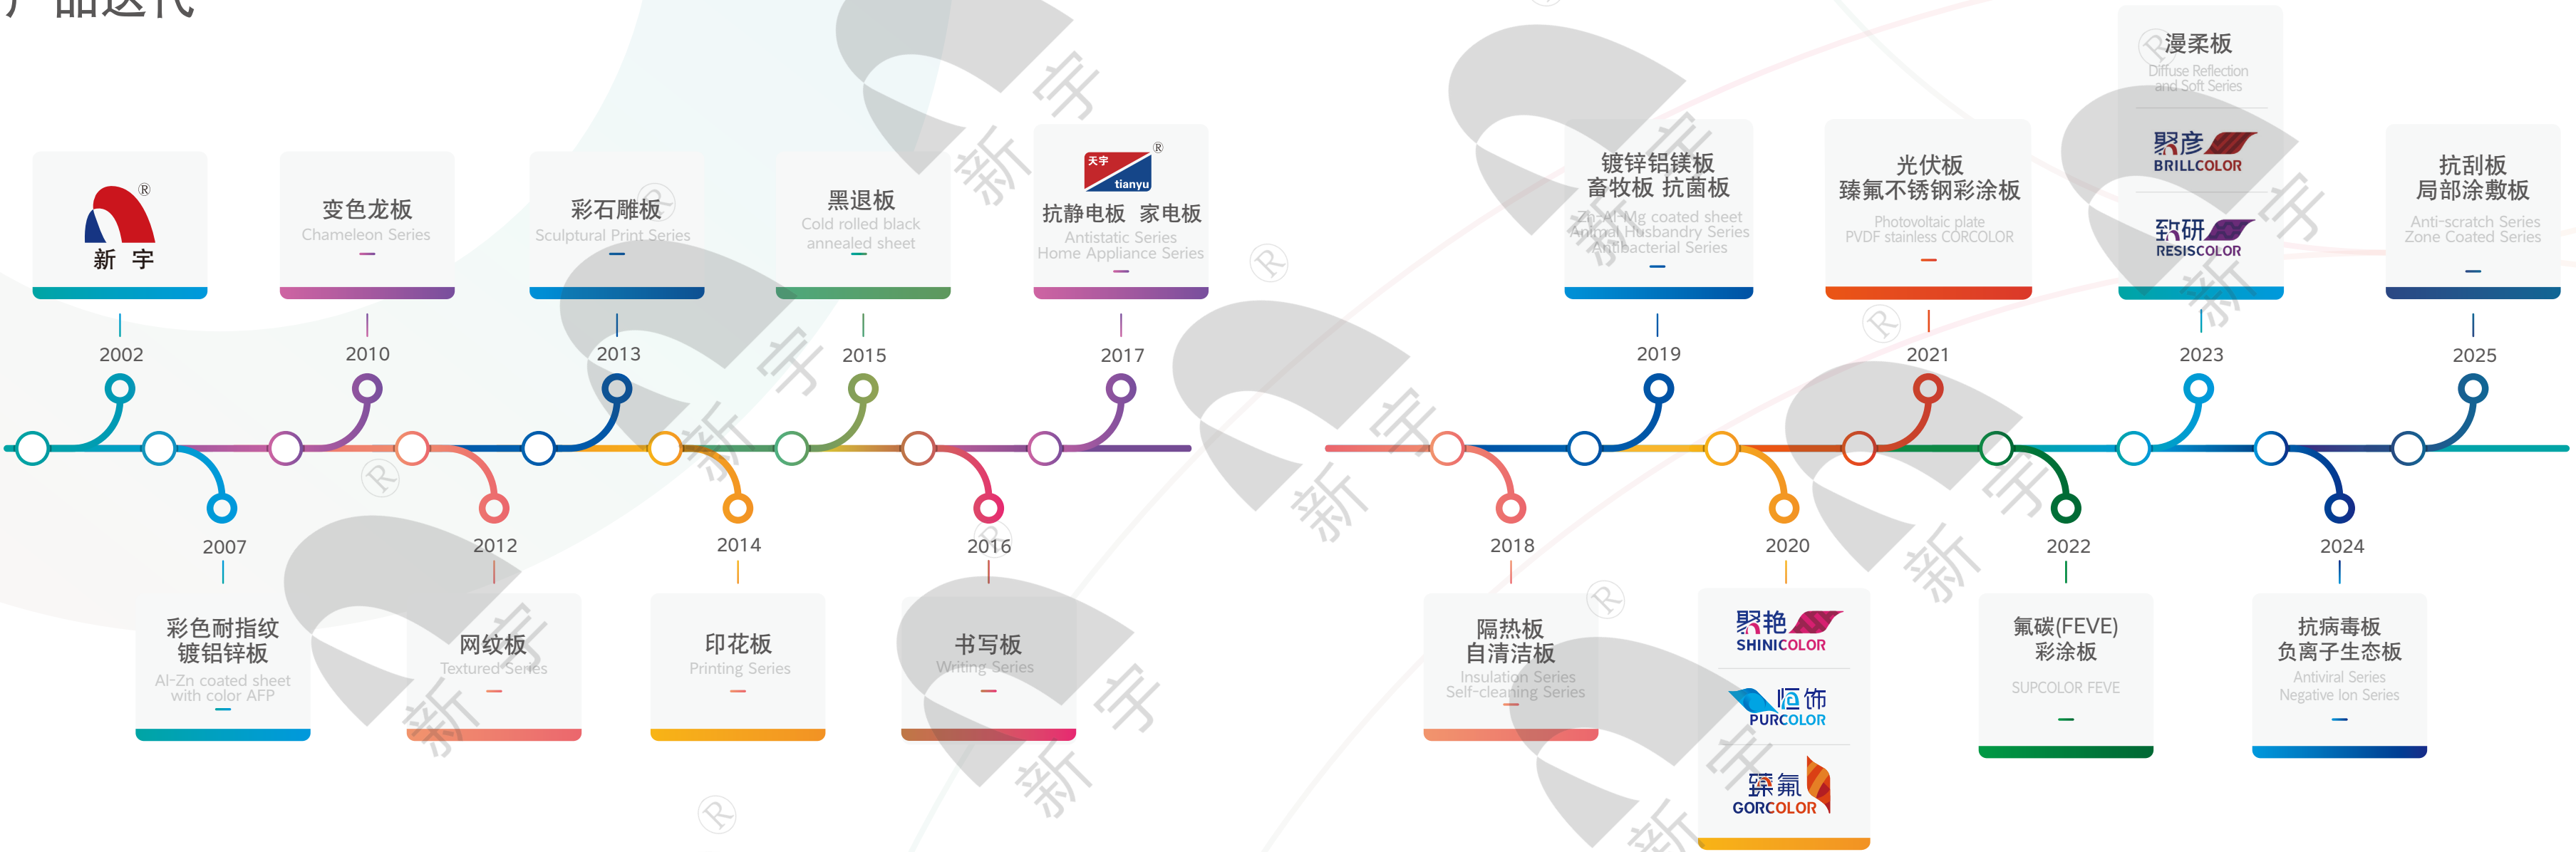 产品迭代
®
新 宇
2002
彩色耐指纹
镀铝锌板
Al-Zn coated sheet
with color AFP
2007
变色龙板
Chameleon Series
2010
网纹板
Textured Series
2012
彩石雕板
Sculptural Print Series
2013
印花板
Printing Series
2014
黑退板
Cold rolled black
annealed sheet
2015
书写板
Writing Series
2016
天宇
tianyu
®
抗静电板 家电板
Antistatic Series
Home Appliance Series
2017
隔热板
自清洁板
Insulation Series
Self-cleaning Series
2018
镀锌铝镁板
畜牧板 抗菌板
Zn-Al-Mg coated sheet
Animal Husbandry Series
Antibacterial Series
2019
2020
聚艳
SHINICOLOR
恒饰
PURCOLOR
臻氟
GORCOLOR
光伏板
臻氟不锈钢彩涂板
Photovoltaic plate
PVDF stainless CORCOLOR
2021
氟碳(FEVE)
彩涂板
SUPCOLOR FEVE
2022
漫柔板
Diffuse Reflection
and Soft Series
聚彦
BRILLCOLOR
致研
RESISCOLOR
2023
抗病毒板
负离子生态板
Antiviral Series
Negative Ion Series
2024
抗刮板
局部涂敷板
Anti-scratch Series
Zone Coated Series
2025